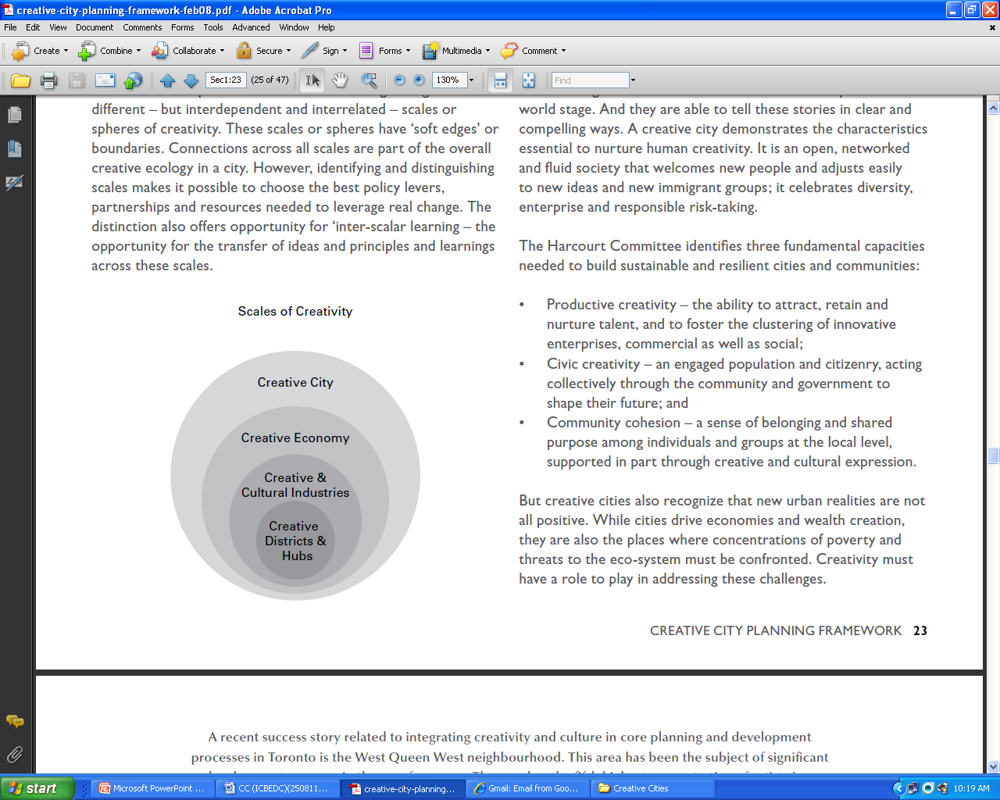 creative-city-planning-framework-feb08.pdf - Adobe Acrobat Pro
File Edit View Document Comments Forms Tools Advanced Window Help
Create Combine Collaborate Secure Sign Forms Multimedia Comment
Sec1:23 (25 of 47) 130% Find
different – but interdependent and interrelated – scales or
spheres of creativity. These scales or spheres have ‘soft edges’ or
boundaries. Connections across all scales are part of the overall
creative ecology in a city. However, identifying and distinguishing
scales makes it possible to choose the best policy levers,
partnerships and resources needed to leverage real change. The
distinction also offers opportunity for ‘inter-scalar learning – the
opportunity for the transfer of ideas and principles and learnings
across these scales.
Scales of Creativity
Creative City
Creative Economy
Creative &
Cultural Industries
Creative
Districts &
Hubs
world stage. And they are able to tell these stories in clear and
compelling ways. A creative city demonstrates the characteristics
essential to nurture human creativity. It is an open, networked
and fluid society that welcomes new people and adjusts easily
to new ideas and new immigrant groups; it celebrates diversity,
enterprise and responsible risk-taking.
The Harcourt Committee identifies three fundamental capacities
needed to build sustainable and resilient cities and communities:
• Productive creativity – the ability to attract, retain and
nurture talent, and to foster the clustering of innovative
enterprises, commercial as well as social;
• Civic creativity – an engaged population and citizenry, acting
collectively through the community and government to
shape their future; and
• Community cohesion – a sense of belonging and shared
purpose among individuals and groups at the local level,
supported in part through creative and cultural expression.
But creative cities also recognize that new urban realities are not
all positive. While cities drive economies and wealth creation,
they are also the places where concentrations of poverty and
threats to the eco-system must be confronted. Creativity must
have a role to play in addressing these challenges.
CREATIVE CITY PLANNING FRAMEWORK 23
A recent success story related to integrating creativity and culture in core planning and development
processes in Toronto is the West Queen West neighbourhood. This area has been the subject of significant
start Microsoft PowerPoint ... CC (ICBEDC)(250811... creative-city-planning... Gmail: Email from Goo... Creative Cities 10:19 AM